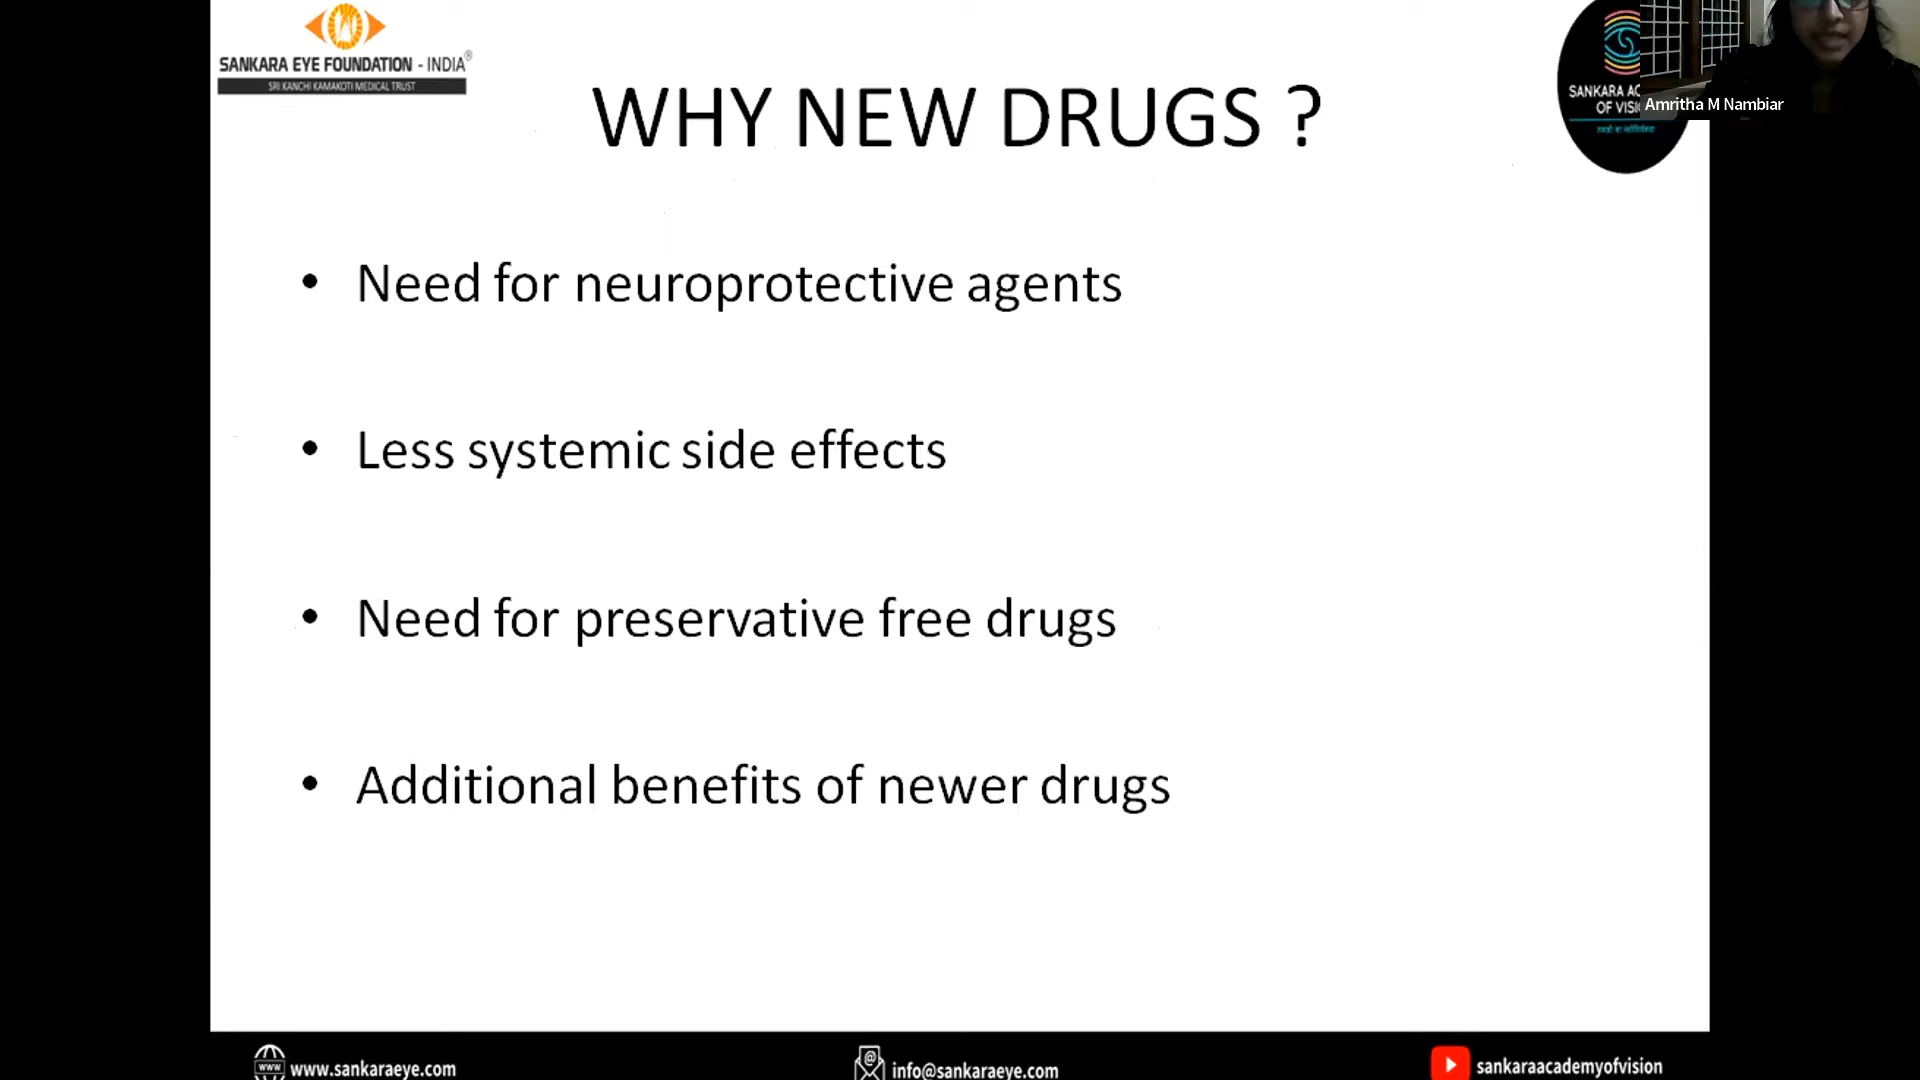 SANKARA EYE FOUNDATION - INDIA®
SRI KANCHI KAMAKOTI MEDICAL TRUST
WHY NEW DRUGS ?
SANKARA
OF
Amritha M Nambiar
• Need for neuroprotective agents
• Less systemic side effects
• Need for preservative free drugs
• Additional benefits of newer drugs
www
www.sankaraeye.com
@
info@sankaraeye.com
sankaraacademyofvision